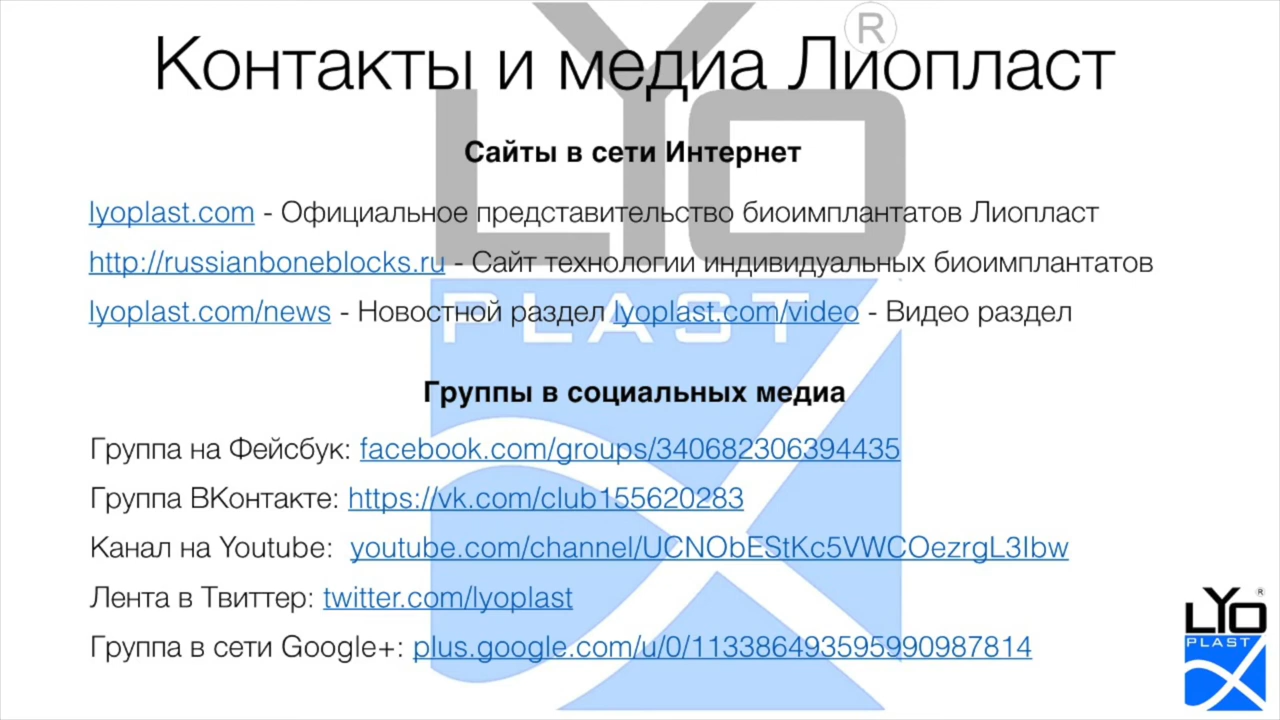 Контакты и медиа Лиопласт
Сайты в сети Интернет
lyoplast.com - Официальное представительство биоимплантатов Лиопласт
http://russianboneblocks.ru - Сайт технологии индивидуальных биоимплантатов
lyoplast.com/news - Новостной раздел lyoplast.com/video - Видео раздел
Группы в социальных медиа
Группа на Фейсбук: facebook.com/groups/340682306394435
Группа ВКонтакте: https://vk.com/club155620283
Канал на Youtube: youtube.com/channel/UCNObEStKc5VWCOezrgL3Ibw
Лента в Твиттер: twitter.com/lyoplast
Группа в сети Google+: plus.google.com/u/0/113386493595990987814
LYO ®
PLAST
LYO ®
PLAST